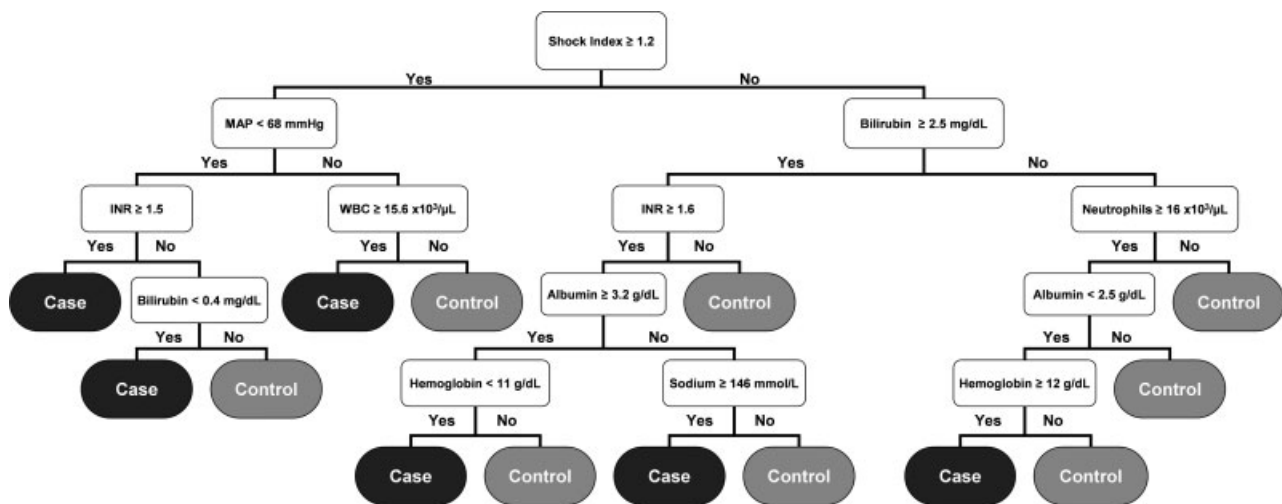 Shock Index ≥ 1.2
Yes No
MAP < 68 mmHg Bilirubin ≥ 2.5 mg/dL
Yes No Yes No
INR ≥ 1.5 WBC ≥ 15.6 x10³/µL INR ≥ 1.6 Neutrophils ≥ 16 x10³/µL
Yes No Yes No Yes No Yes No
Case Bilirubin < 0.4 mg/dL Case Control Albumin ≥ 3.2 g/dL Control Albumin < 2.5 g/dL Control
Yes No Yes No Yes No
Case Control Hemoglobin < 11 g/dL Sodium ≥ 146 mmol/L Hemoglobin ≥ 12 g/dL Control
Yes No Yes No Yes No
Case Control Case Control Case Control